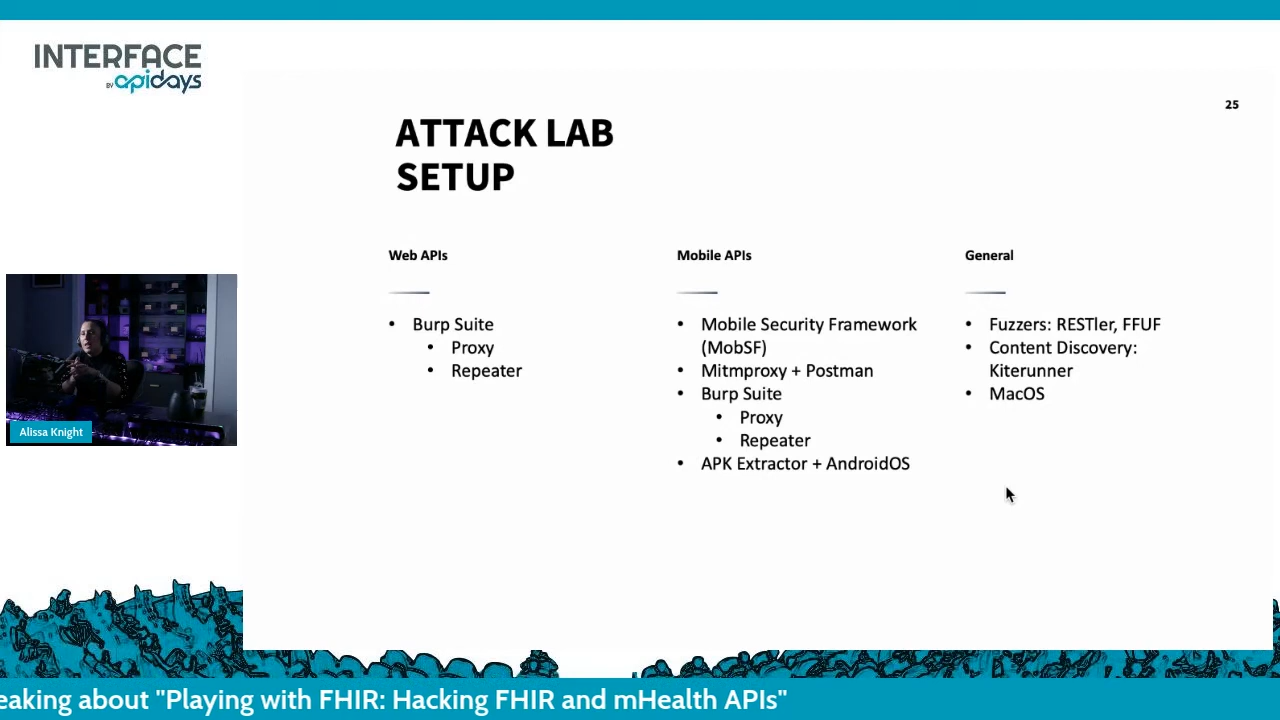 INTERFACE
BY apidays
25
ATTACK LAB
SETUP
Web APIs
• Burp Suite
• Proxy
• Repeater
Mobile APIs
• Mobile Security Framework
(MobSF)
• Mitmproxy + Postman
• Burp Suite
• Proxy
• Repeater
• APK Extractor + AndroidOS
General
• Fuzzers: RESTler, FFUF
• Content Discovery:
Kiterunner
• MacOS
Alissa Knight
eaking about "Playing with FHIR: Hacking FHIR and mHealth APIs"